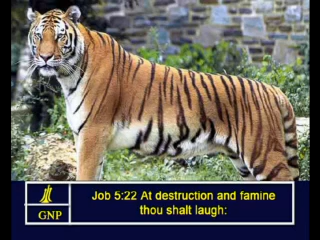 Job 5:22 At destruction and famine
thou shalt laugh:
GNP